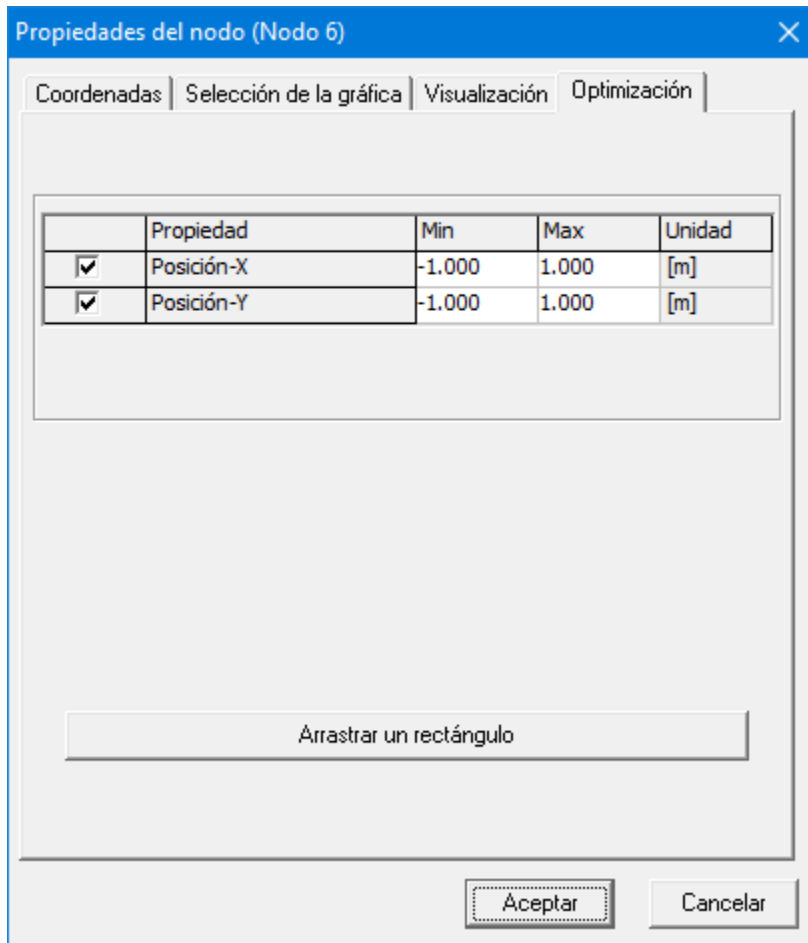 Propiedades del nodo (Nodo 6)
Coordenadas Selección de la gráfica Visualización Optimización
Propiedad Min Max Unidad
Posición-X -1.000 1.000 [m]
Posición-Y -1.000 1.000 [m]
Arrastrar un rectángulo
Aceptar Cancelar